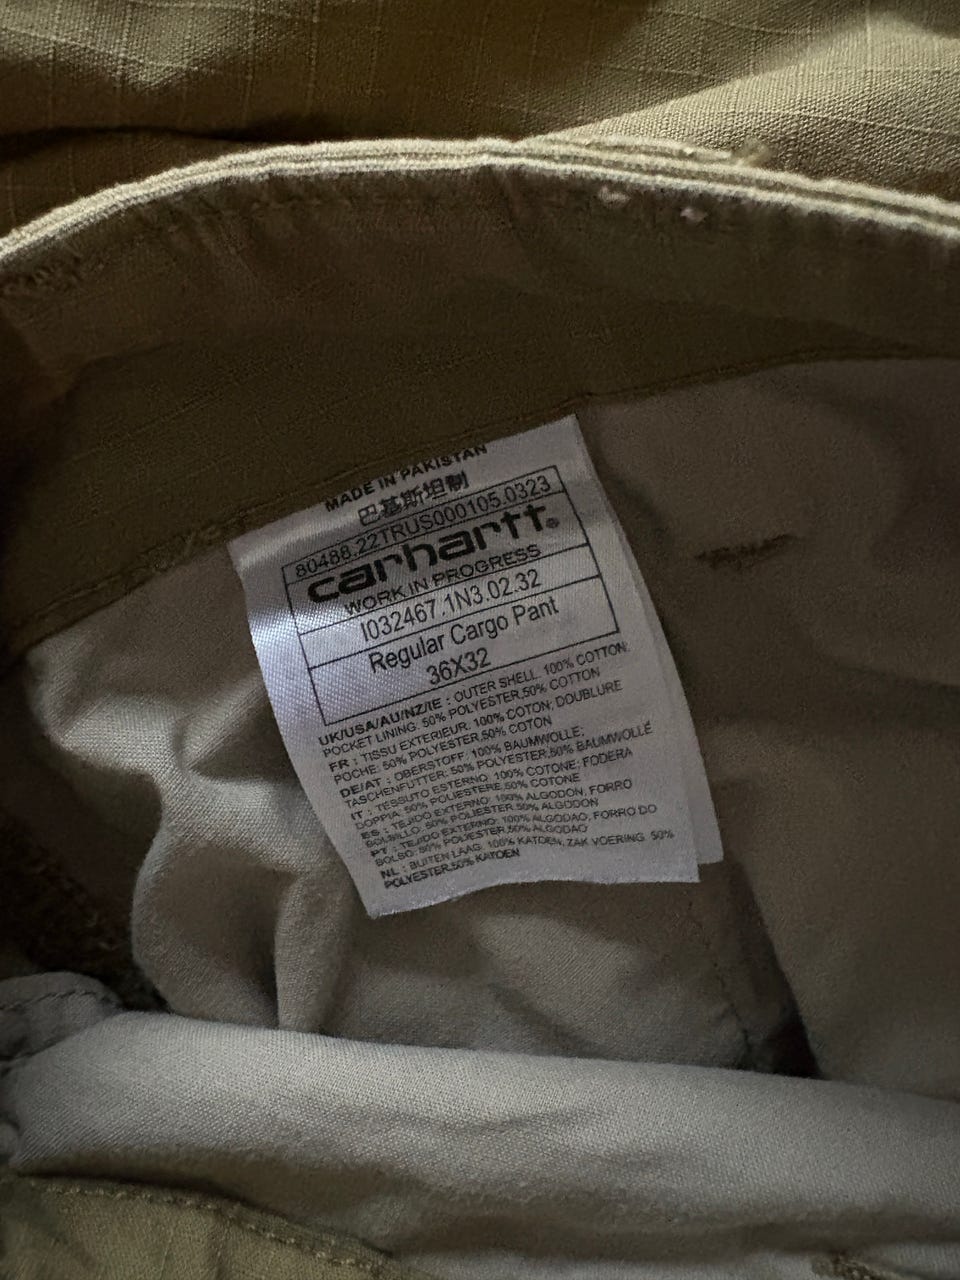 MADE IN PAKISTAN
巴基斯坦制
80488.22TRUS000105.0323
carhartt®
WORK IN PROGRESS
I032467.1N3.02.32
Regular Cargo Pant
36X32
UK/USA/AU/NZ/IE : OUTER SHELL. 100% COTTON;
POCKET LINING. 50% POLYESTER,50% COTTON
FR : TISSU EXTERIEUR: 100% COTON; DOUBLURE
POCHE: 50% POLYESTER,50% COTON
DE/AT : OBERSTOFF: 100% BAUMWOLLE;
TASCHENFUTTER: 50% POLYESTER,50% BAUMWOLLE
IT : TESSUTO ESTERNO: 100% COTONE; FODERA
DOPPIA: 50% POLIESTERE,50% COTONE
ES : TEJIDO EXTERNO: 100% ALGODON, FORRO
BOLSILLO: 50% POLIESTER,50% ALGODON
PT : TEJIDO EXTERNO: 100% ALGODAO, FORRO DO
BOLSO: 50% POLYESTER,50% ALGODAO
NL : BUITEN LAAG: 100% KATOEN, ZAK VOERING: 50%
POLYESTER,50% KATOEN